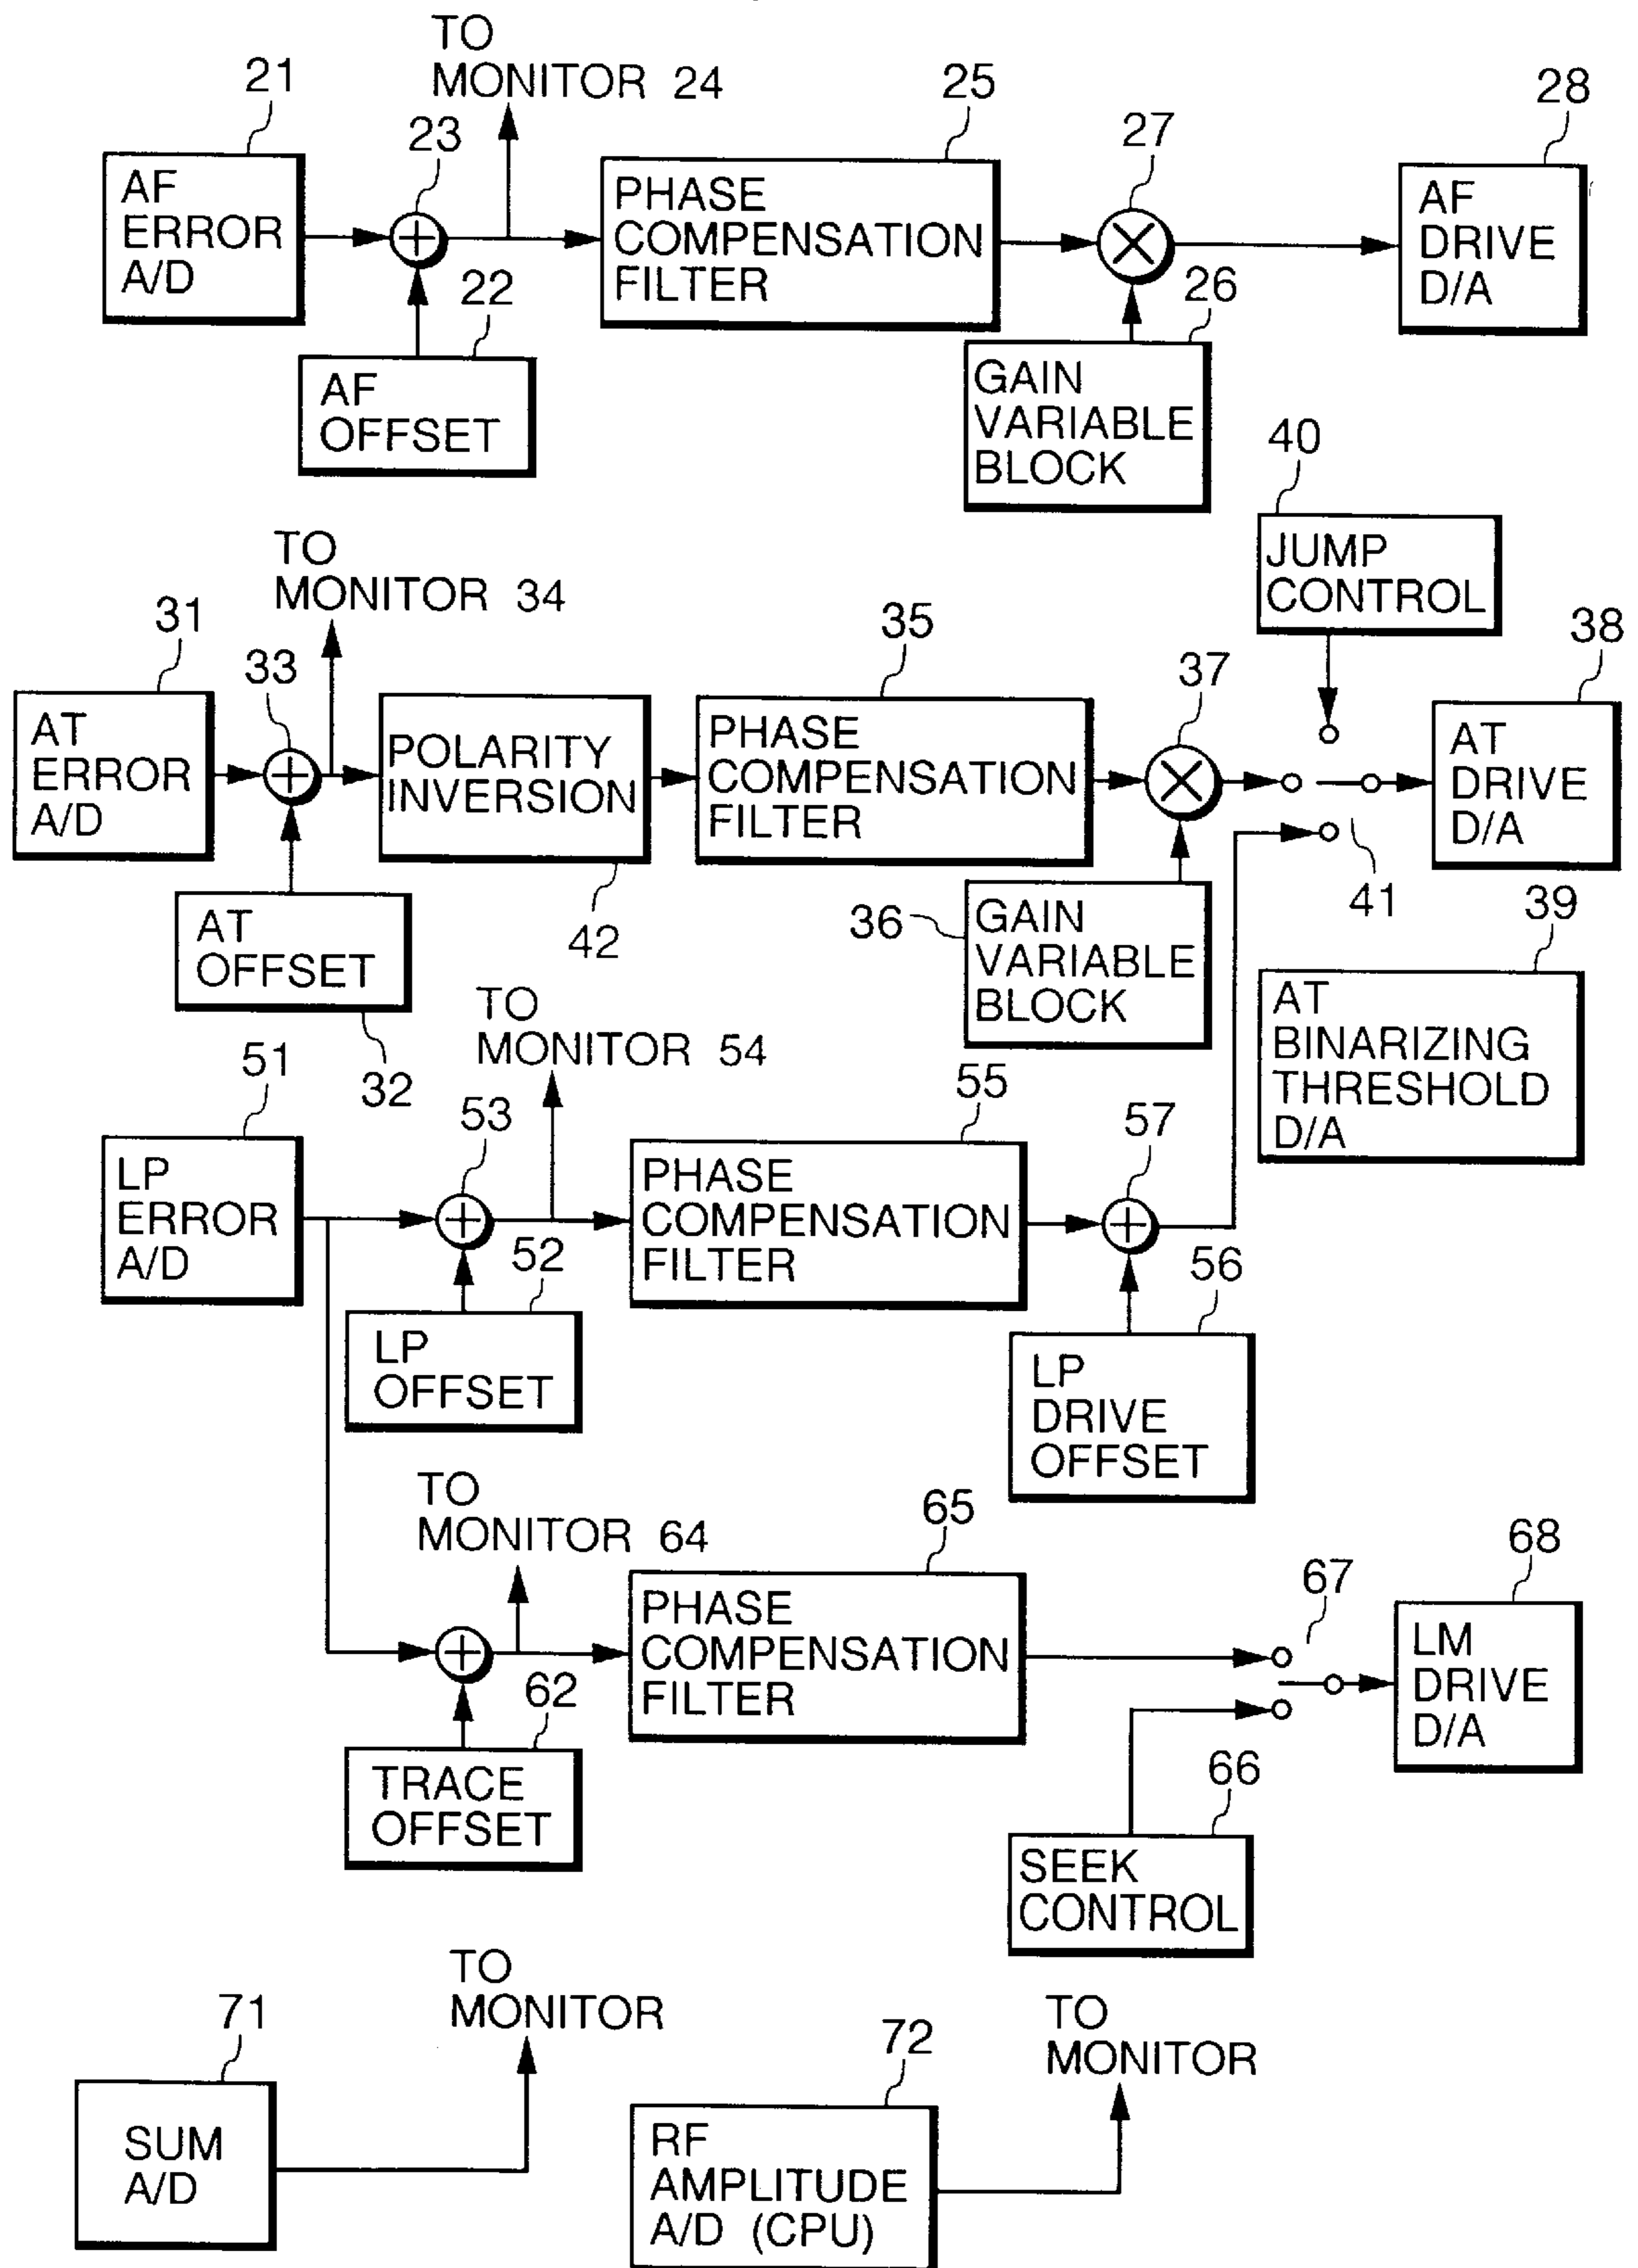 TO
MONITOR 24
21
23
25
27
28
AF
ERROR
A/D
PHASE
COMPENSATION
FILTER
AF
DRIVE
D/A
22
26
AF
OFFSET
GAIN
VARIABLE
BLOCK
40
JUMP
CONTROL
TO
MONITOR 34
31
33
35
37
38
AT
ERROR
A/D
POLARITY
INVERSION
PHASE
COMPENSATION
FILTER
AT
DRIVE
D/A
41
39
42
36
AT
OFFSET
GAIN
VARIABLE
BLOCK
AT
BINARIZING
THRESHOLD
D/A
32
TO
MONITOR 54
51
53
55
57
LP
ERROR
A/D
PHASE
COMPENSATION
FILTER
52
56
LP
OFFSET
LP
DRIVE
OFFSET
TO
MONITOR 64
65
67
68
PHASE
COMPENSATION
FILTER
LM
DRIVE
D/A
62
66
TRACE
OFFSET
SEEK
CONTROL
TO
MONITOR
71
TO
MONITOR
72
SUM
A/D
RF
AMPLITUDE
A/D (CPU)